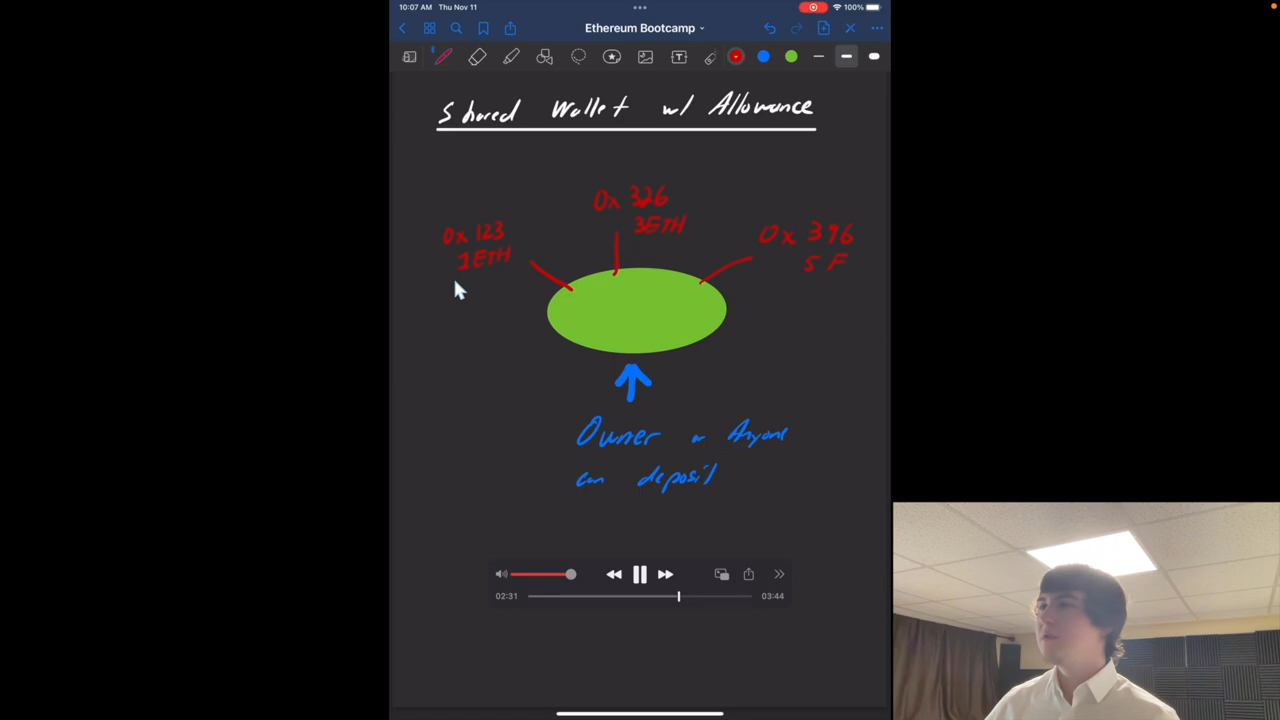 10:07 AM Thu Nov 11
100%
Ethereum Bootcamp
Shared Wallet w/ Allowance
0x 326
3ETH
0x 123
1ETH
0x 396
5 F
Owner or Anyone
can deposit
02:31
03:44